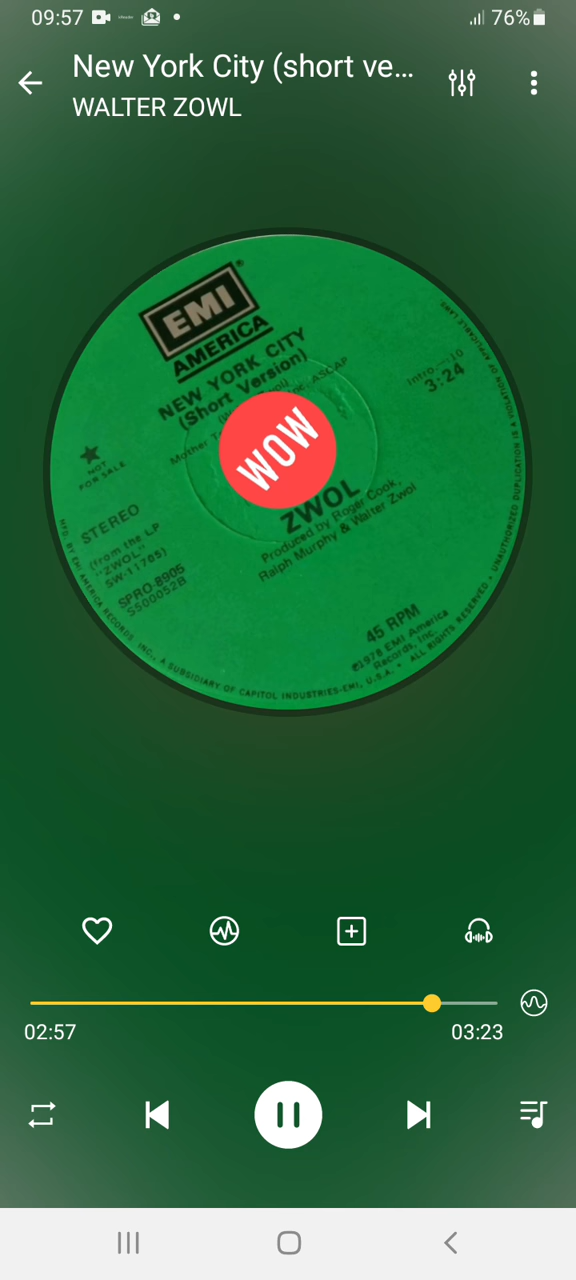 09:57
76%
New York City (short ve...
WALTER ZOWL
EMI
®
AMERICA
NEW YORK CITY
(Short Version)
ASCAP
Mother
Intro—:10
3:24
★
NOT
FOR SALE
WOW
ZWOL
Produced by Roger Cook,
Ralph Murphy & Walter Zwol
STEREO
(from the LP
"ZWOL"
SW-11785)
SPRO-8905
S500052B
45 RPM
℗1978 EMI America
Records, Inc.
MFD. BY EMI AMERICA RECORDS, INC., A SUBSIDIARY OF CAPITOL INDUSTRIES-EMI, U.S.A. • ALL RIGHTS RESERVED • UNAUTHORIZED DUPLICATION IS A VIOLATION OF APPLICABLE LAWS
02:57
03:23